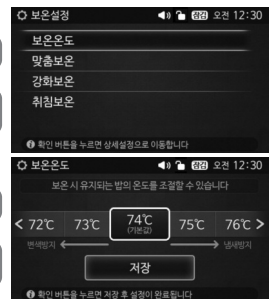 보온설정 잠김 오전 12:30
보온온도
맞춤보온
강화보온
취침보온
확인 버튼을 누르면 상세설정으로 이동합니다
보온온도 잠김 오전 12:30
보온 시 유지되는 밥의 온도를 조절할 수 있습니다
< 72℃ 73℃ 74℃ 75℃ 76℃ >
(기본값)
변색방지 냄새방지
저장
확인 버튼을 누르면 저장 후 설정이 완료됩니다